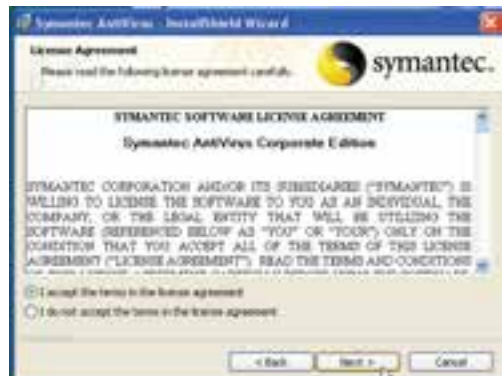 Symantec AntiVirus - InstallShield Wizard
License Agreement
Please read the following license agreement carefully.
symantec.
SYMANTEC SOFTWARE LICENSE AGREEMENT
Symantec AntiVirus Corporate Edition
SYMANTEC CORPORATION AND/OR ITS SUBSIDIARIES ("SYMANTEC") IS
WILLING TO LICENSE THE SOFTWARE TO YOU AS AN INDIVIDUAL, THE
COMPANY, OR THE LEGAL ENTITY THAT WILL BE UTILIZING THE
SOFTWARE (REFERENCED BELOW AS "YOU" OR "YOUR") ONLY ON THE
CONDITION THAT YOU ACCEPT ALL OF THE TERMS OF THIS LICENSE
AGREEMENT ("LICENSE AGREEMENT"). READ THE TERMS AND CONDITIONS
I accept the terms in the license agreement
I do not accept the terms in the license agreement
< Back
Next >
Cancel